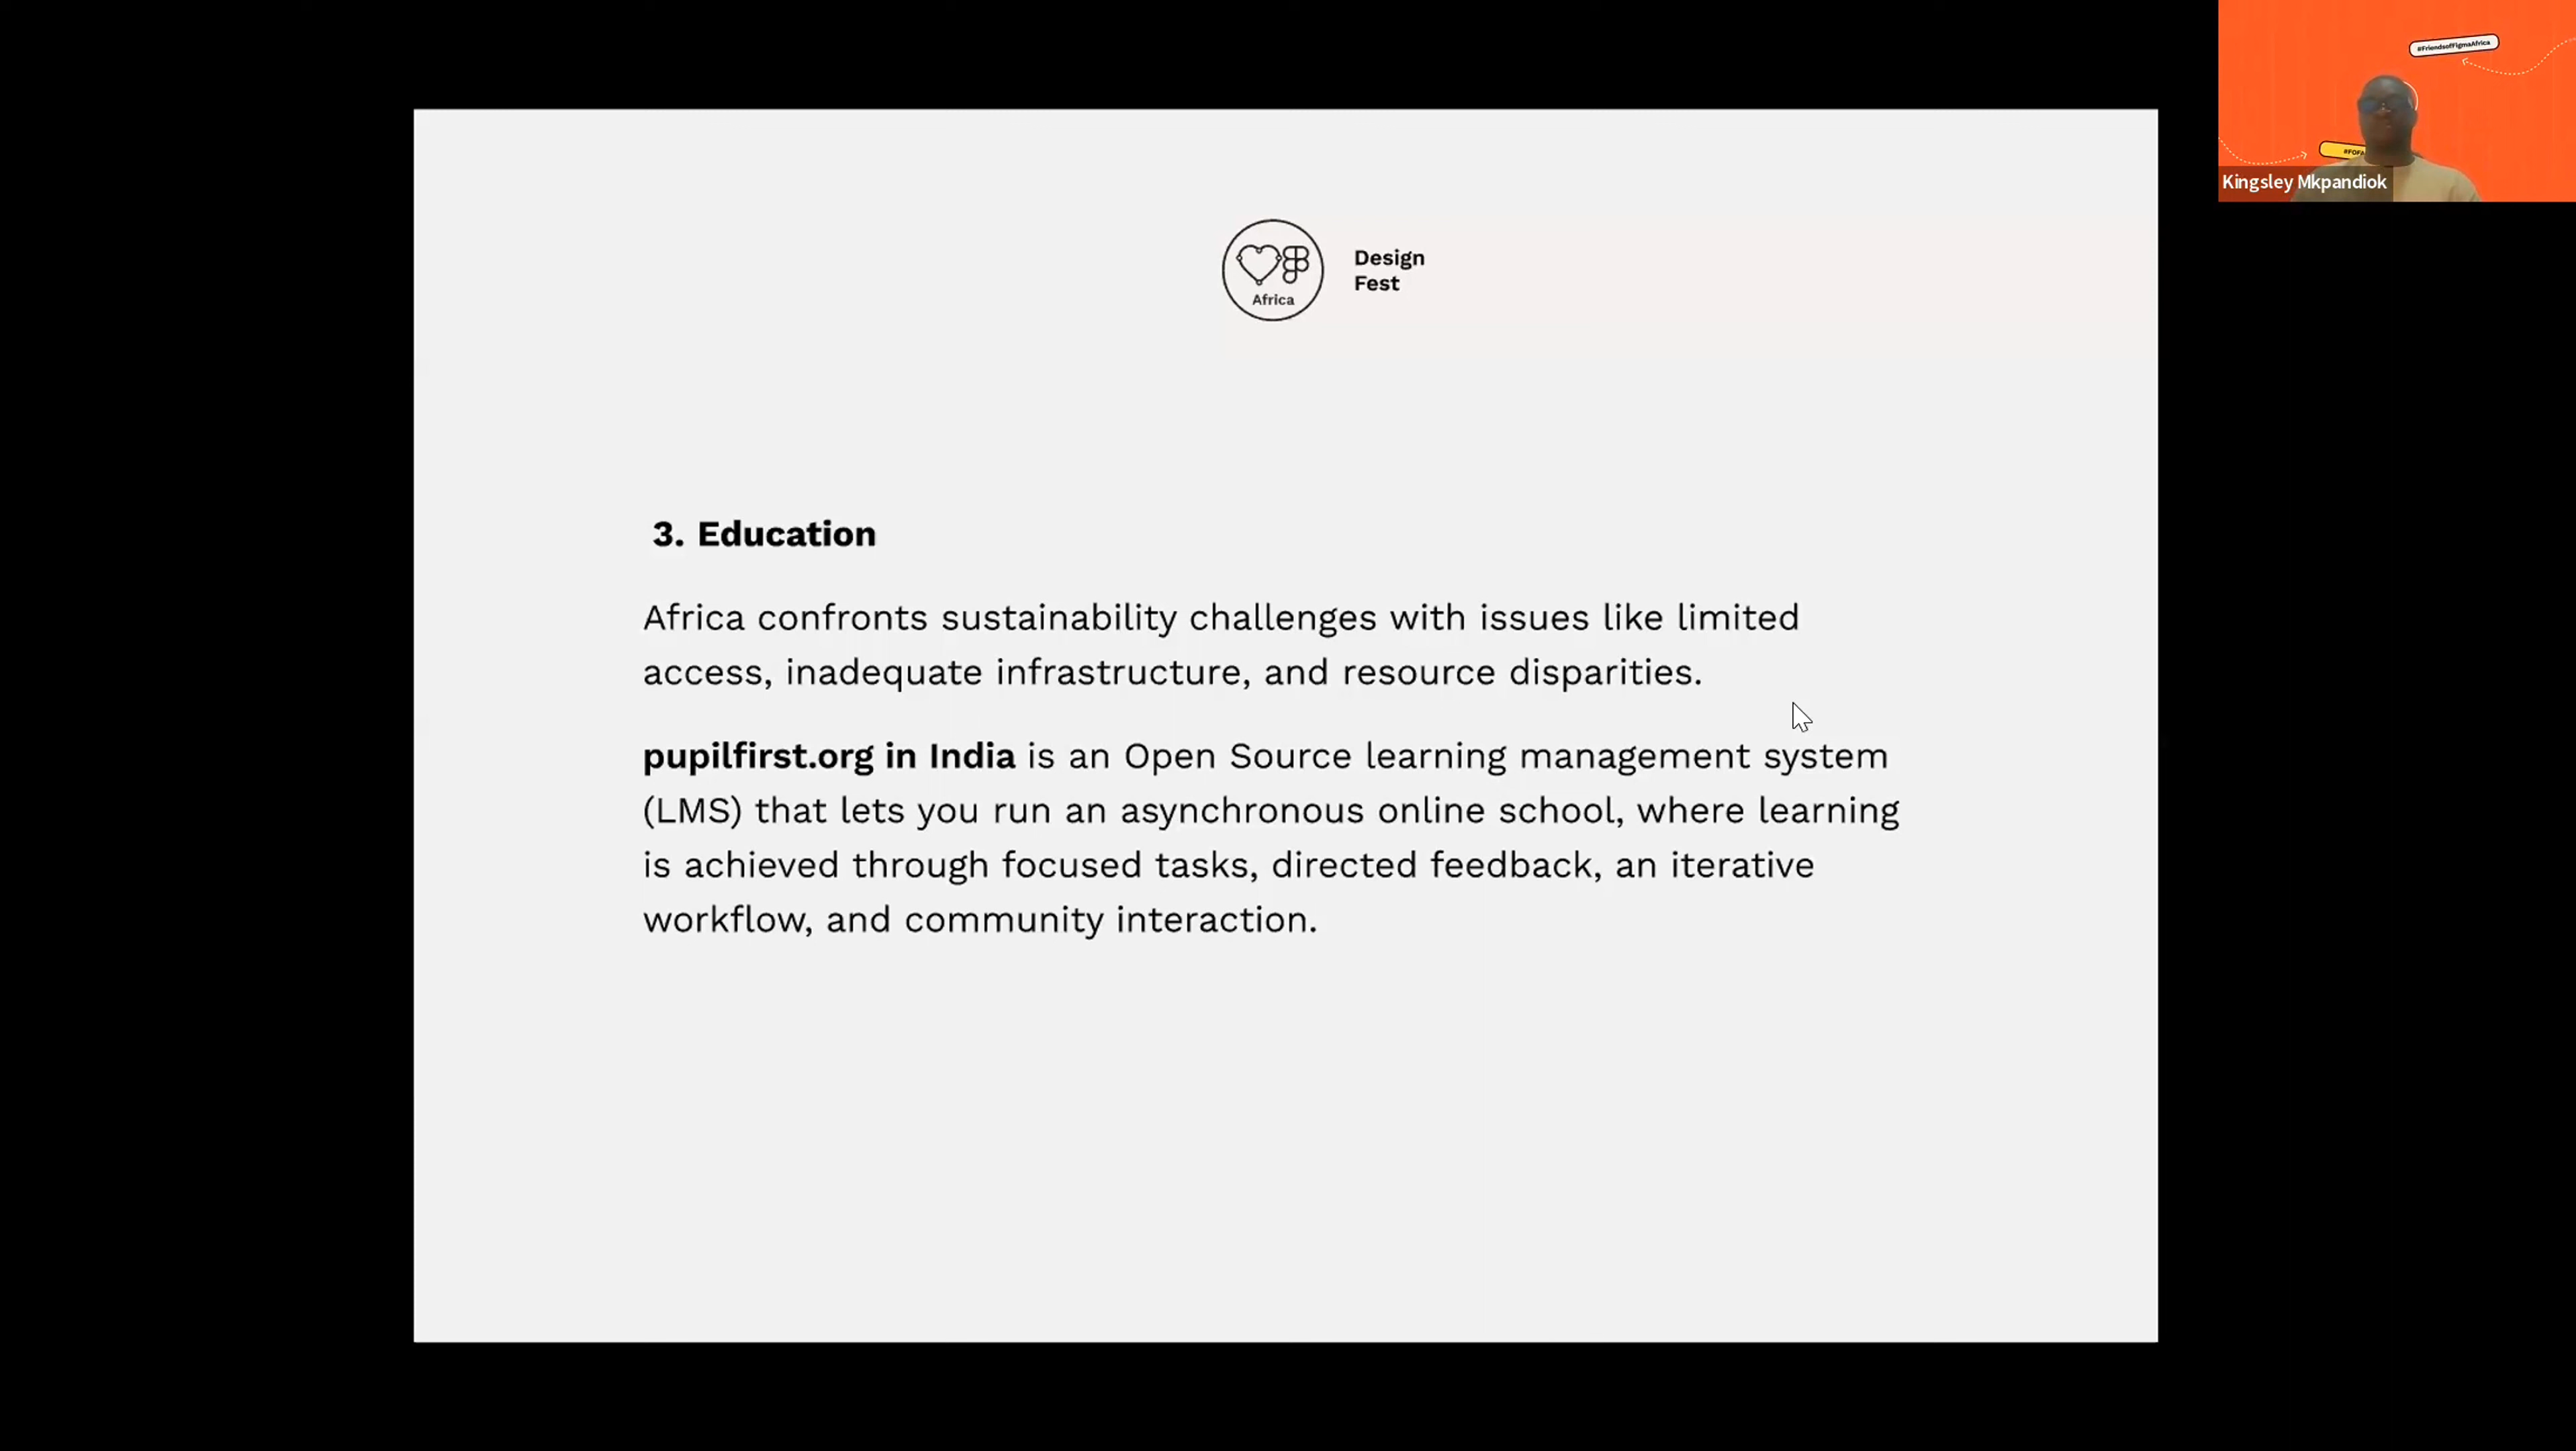 #FriendsofFigmaAfrica
Kingsley Mkpandiok
Africa
Design
Fest
3. Education
Africa confronts sustainability challenges with issues like limited
access, inadequate infrastructure, and resource disparities.
pupilfirst.org in India is an Open Source learning management system
(LMS) that lets you run an asynchronous online school, where learning
is achieved through focused tasks, directed feedback, an iterative
workflow, and community interaction.